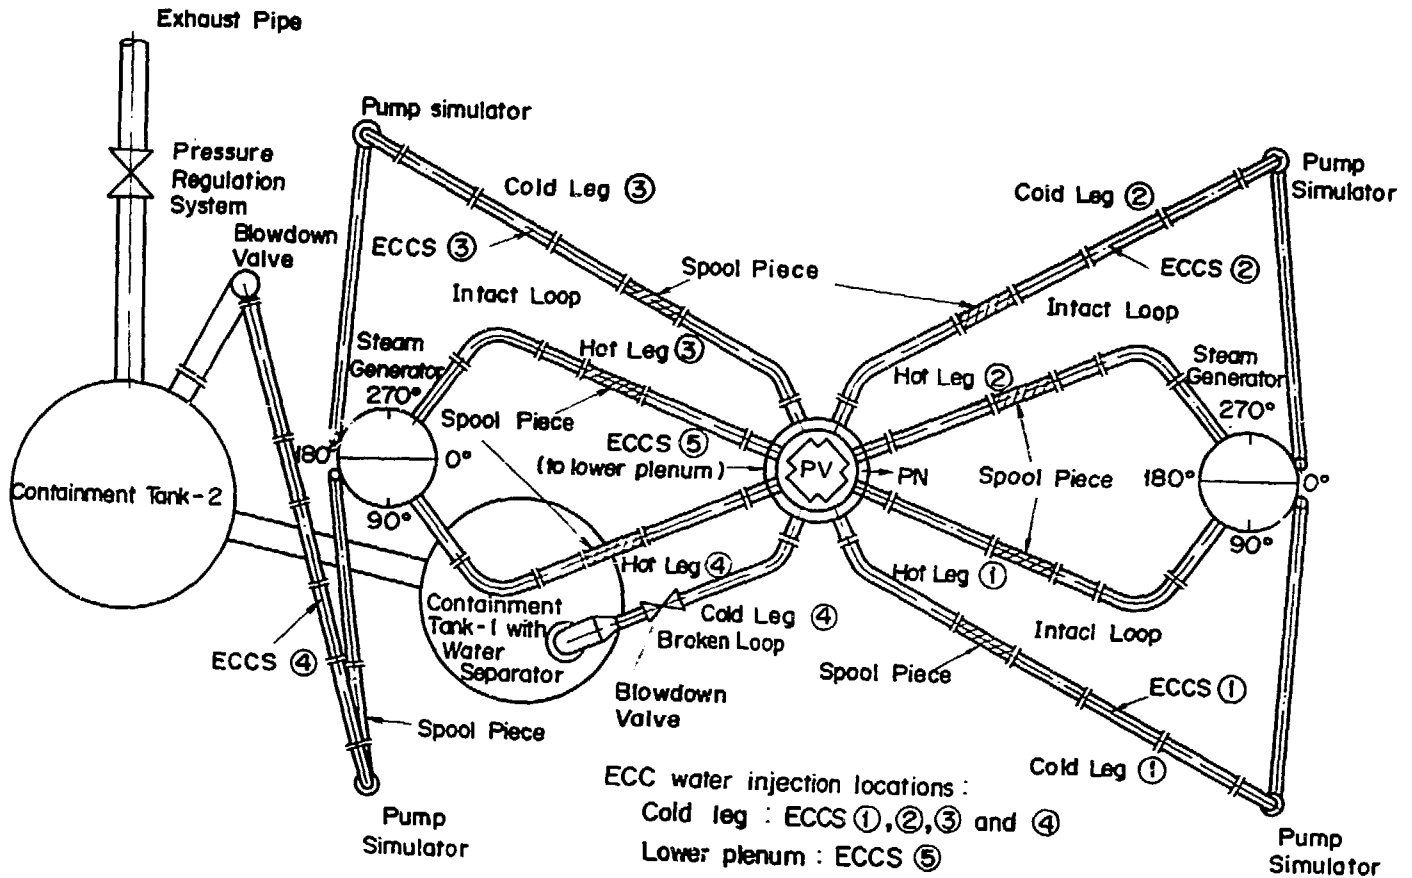 Exhaust Pipe
Pump simulator
Pressure
Regulation
System
Blowdown
Valve
Cold Leg ③
ECCS ③
Intact Loop
Spool Piece
Cold Leg ②
Pump
Simulator
ECCS ②
Intact Loop
Steam
Generator
270°
180°
0°
90°
Hot Leg ③
Spool Piece
ECCS ⑤
(to lower plenum)
PV
PN
Hot Leg ②
Spool Piece
Steam
Generator
270°
180°
0°
90°
Containment Tank-2
Hot Leg ④
Hot Leg ①
Containment
Tank-1 with
Water
Separator
Cold Leg ④
Broken Loop
Intact Loop
ECCS ④
Blowdown
Valve
Spool Piece
ECCS ①
Spool Piece
Cold Leg ①
Pump
Simulator
Pump
Simulator
ECC water injection locations :
Cold leg : ECCS ①,②,③ and ④
Lower plenum : ECCS ⑤